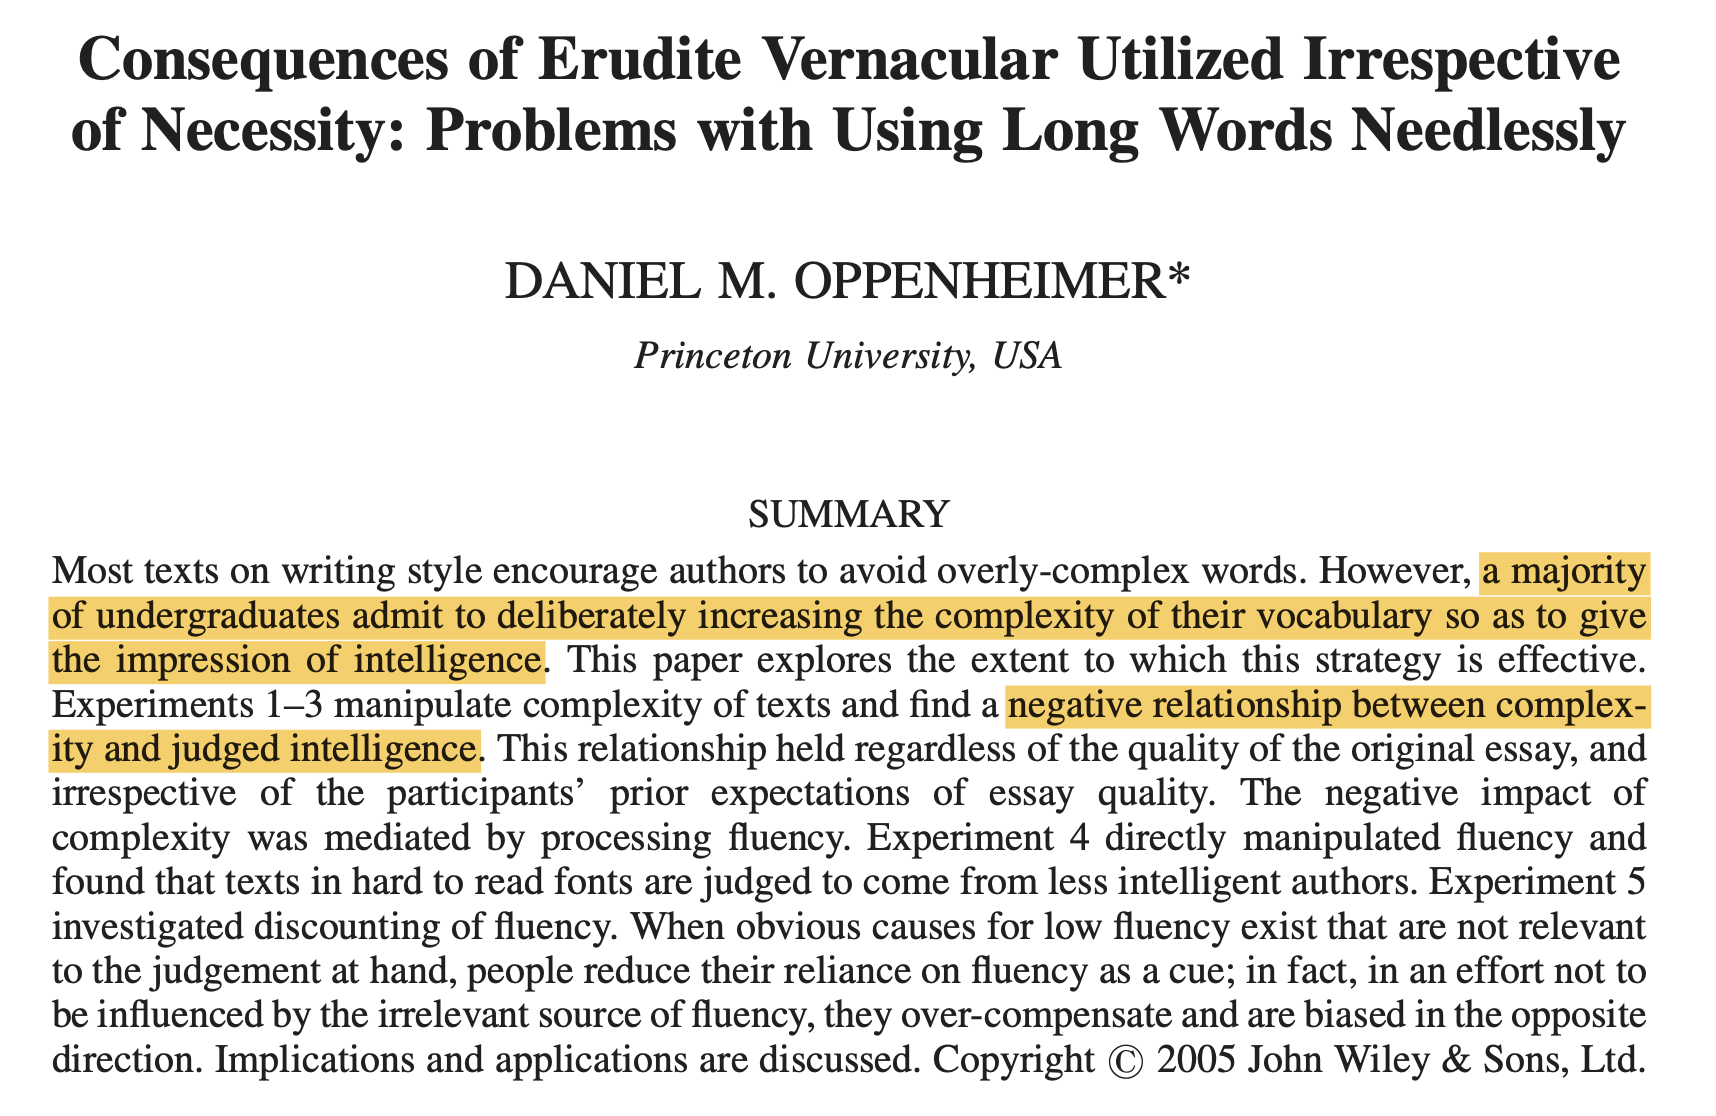 Consequences of Erudite Vernacular Utilized Irrespective
of Necessity: Problems with Using Long Words Needlessly
DANIEL M. OPPENHEIMER*
Princeton University, USA
SUMMARY
Most texts on writing style encourage authors to avoid overly-complex words. However, a majority
of undergraduates admit to deliberately increasing the complexity of their vocabulary so as to give
the impression of intelligence. This paper explores the extent to which this strategy is effective.
Experiments 1–3 manipulate complexity of texts and find a negative relationship between complex-
ity and judged intelligence. This relationship held regardless of the quality of the original essay, and
irrespective of the participants’ prior expectations of essay quality. The negative impact of
complexity was mediated by processing fluency. Experiment 4 directly manipulated fluency and
found that texts in hard to read fonts are judged to come from less intelligent authors. Experiment 5
investigated discounting of fluency. When obvious causes for low fluency exist that are not relevant
to the judgement at hand, people reduce their reliance on fluency as a cue; in fact, in an effort not to
be influenced by the irrelevant source of fluency, they over-compensate and are biased in the opposite
direction. Implications and applications are discussed. Copyright © 2005 John Wiley & Sons, Ltd.